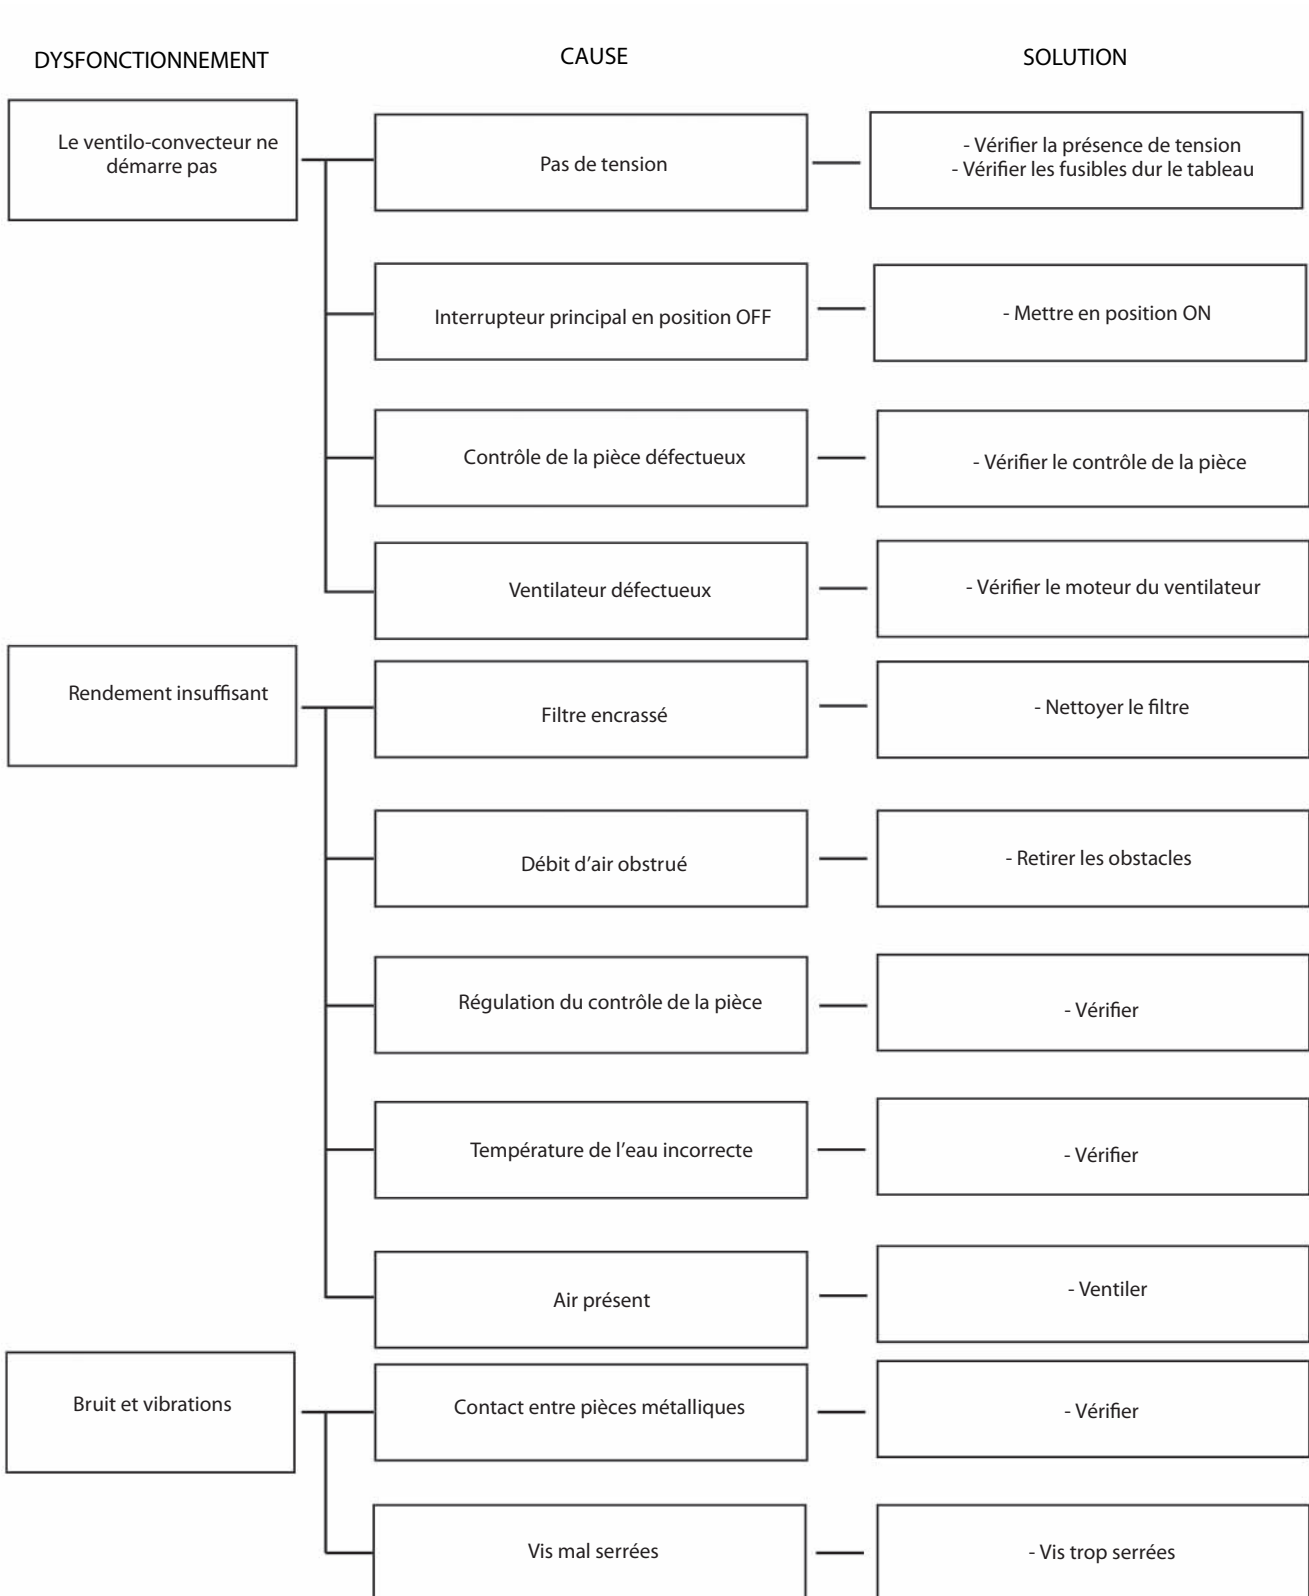 DYSFONCTIONNEMENT
CAUSE
SOLUTION
Le ventilo-convecteur ne
démarre pas
Pas de tension
- Vérifier la présence de tension
- Vérifier les fusibles dur le tableau
Interrupteur principal en position OFF
- Mettre en position ON
Contrôle de la pièce défectueux
- Vérifier le contrôle de la pièce
Ventilateur défectueux
- Vérifier le moteur du ventilateur
Rendement insuffisant
Filtre encrassé
- Nettoyer le filtre
Débit d'air obstrué
- Retirer les obstacles
Régulation du contrôle de la pièce
- Vérifier
Température de l'eau incorrecte
- Vérifier
Air présent
- Ventiler
Bruit et vibrations
Contact entre pièces métalliques
- Vérifier
Vis mal serrées
- Vis trop serrées